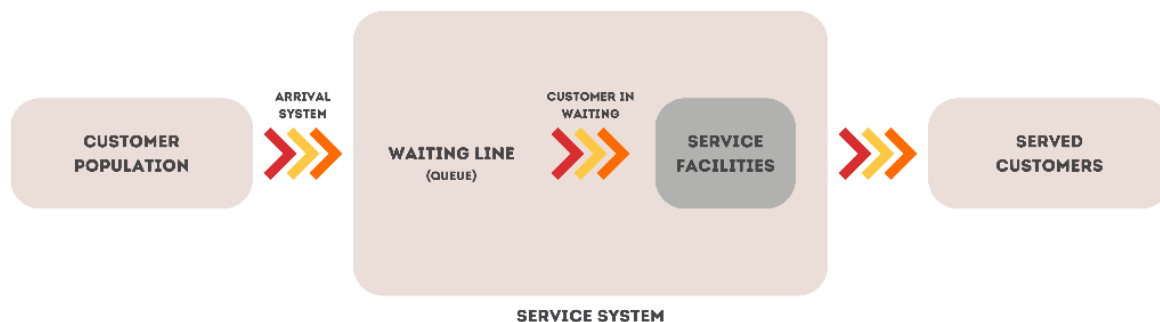 CUSTOMER
POPULATION
ARRIVAL
SYSTEM
WAITING LINE
(QUEUE)
CUSTOMER IN
WAITING
SERVICE
FACILITIES
SERVED
CUSTOMERS
SERVICE SYSTEM